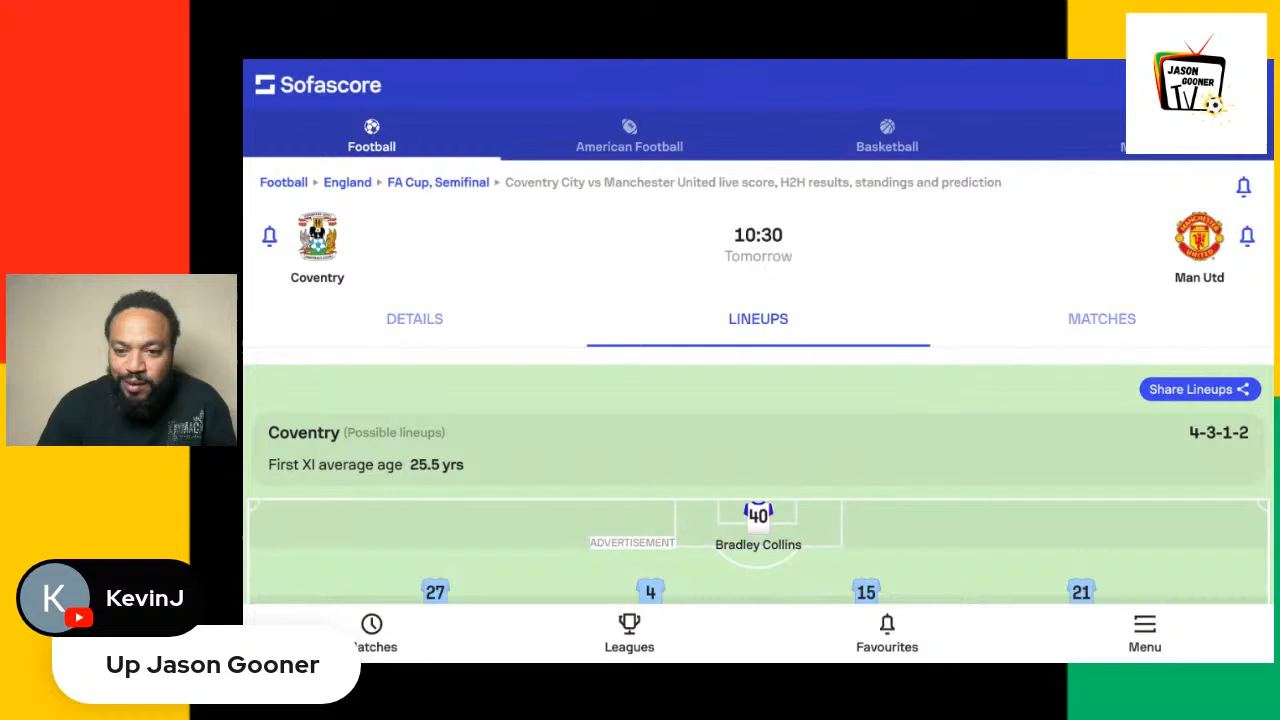 JASON
GOONER
TV
Sofascore
Football
American Football
Basketball
Football ▸ England ▸ FA Cup, Semifinal ▸ Coventry City vs Manchester United live score, H2H results, standings and prediction
10:30
Tomorrow
Coventry
Man Utd
DETAILS
LINEUPS
MATCHES
Share Lineups
Coventry (Possible lineups)
4-3-1-2
First XI average age 25.5 yrs
40
ADVERTISEMENT
Bradley Collins
27
4
15
21
K
KevinJ
atches
Leagues
Favourites
Menu
Up Jason Gooner